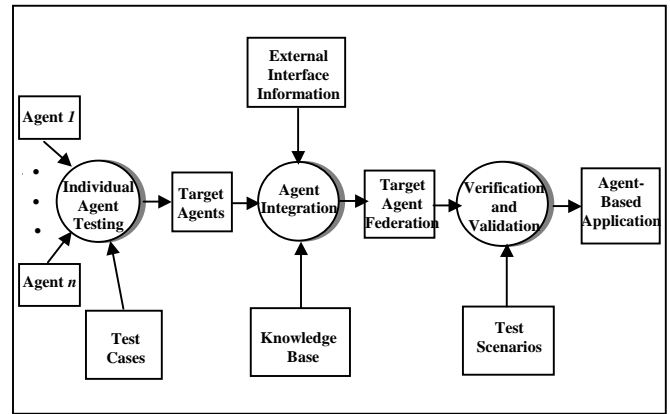 External
Interface
Information
Agent 1
Individual
Agent
Testing
Target
Agents
Agent
Integration
Target
Agent
Federation
Verification
and
Validation
Agent-
Based
Application
Agent n
Test
Cases
Knowledge
Base
Test
Scenarios